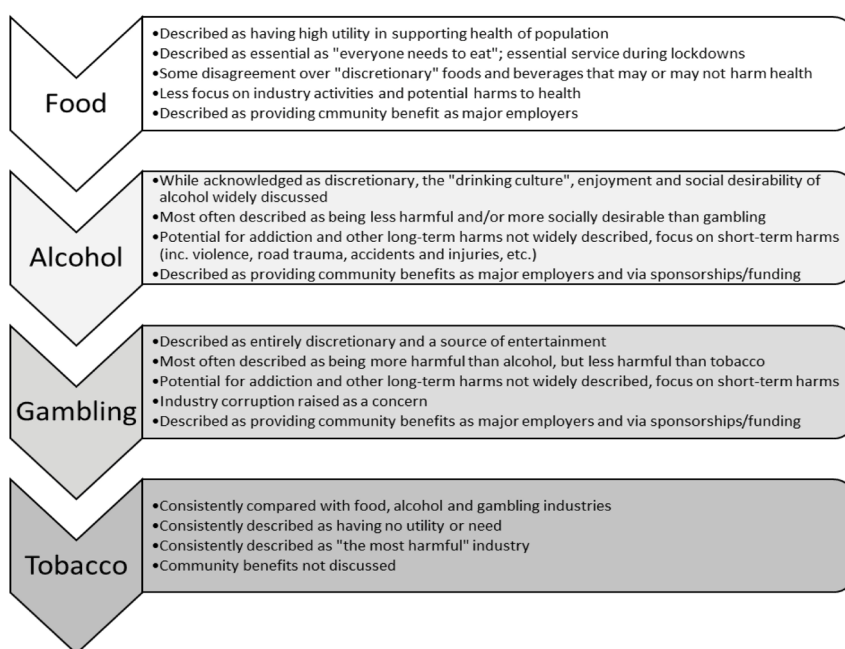 Food
•Described as having high utility in supporting health of population
•Described as essential as "everyone needs to eat"; essential service during lockdowns
•Some disagreement over "discretionary" foods and beverages that may or may not harm health
•Less focus on industry activities and potential harms to health
•Described as providing cmmunity benefit as major employers
Alcohol
•While acknowledged as discretionary, the "drinking culture", enjoyment and social desirability of
alcohol widely discussed
•Most often described as being less harmful and/or more socially desirable than gambling
•Potential for addiction and other long-term harms not widely described, focus on short-term harms
(inc. violence, road trauma, accidents and injuries, etc.)
•Described as providing community benefits as major employers and via sponsorships/funding
Gambling
•Described as entirely discretionary and a source of entertainment
•Most often described as being more harmful than alcohol, but less harmful than tobacco
•Potential for addiction and other long-term harms not widely described, focus on short-term harms
•Industry corruption raised as a concern
•Described as providing community benefits as major employers and via sponsorships/funding
Tobacco
•Consistently compared with food, alcohol and gambling industries
•Consistently described as having no utility or need
•Consistently described as "the most harmful" industry
•Community benefits not discussed